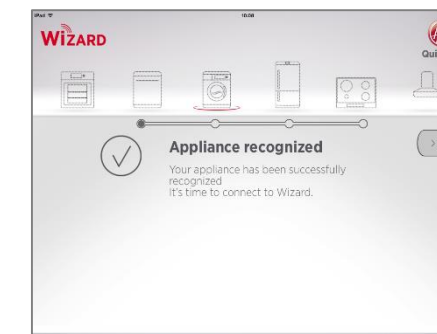 iPad
10:08
WiZARD
Qui
Appliance recognized
Your appliance has been successfully
recognized
It's time to connect to Wizard.